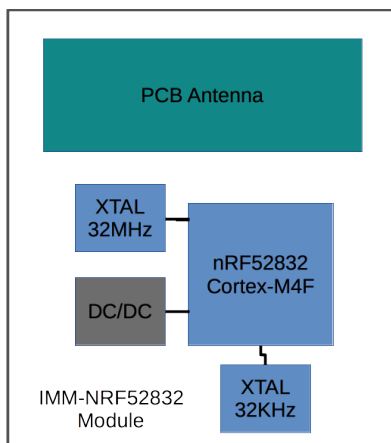 PCB Antenna
XTAL
32MHz
nRF52832
Cortex-M4F
DC/DC
XTAL
32KHz
IMM-NRF52832
Module